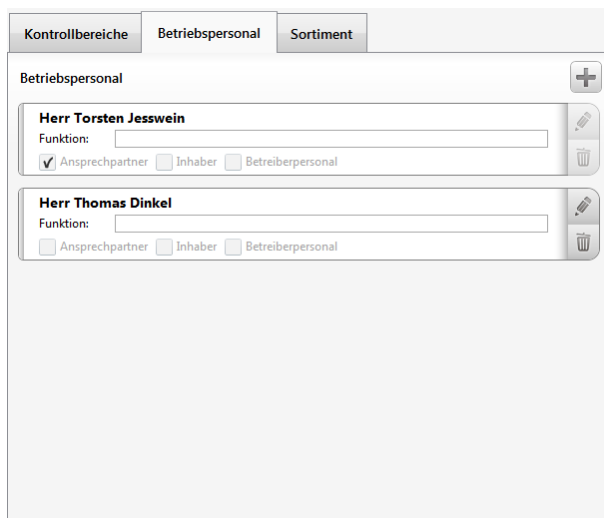 Kontrollbereiche Betriebspersonal Sortiment
Betriebspersonal
Herr Torsten Jesswein
Funktion:
Ansprechpartner Inhaber Betreiberpersonal
Herr Thomas Dinkel
Funktion:
Ansprechpartner Inhaber Betreiberpersonal